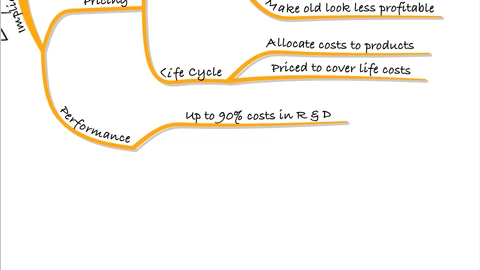 Pricing
Make old look less profitable
Allocate costs to products
Life Cycle
Priced to cover life costs
Performance
Up to 90% costs in R & D